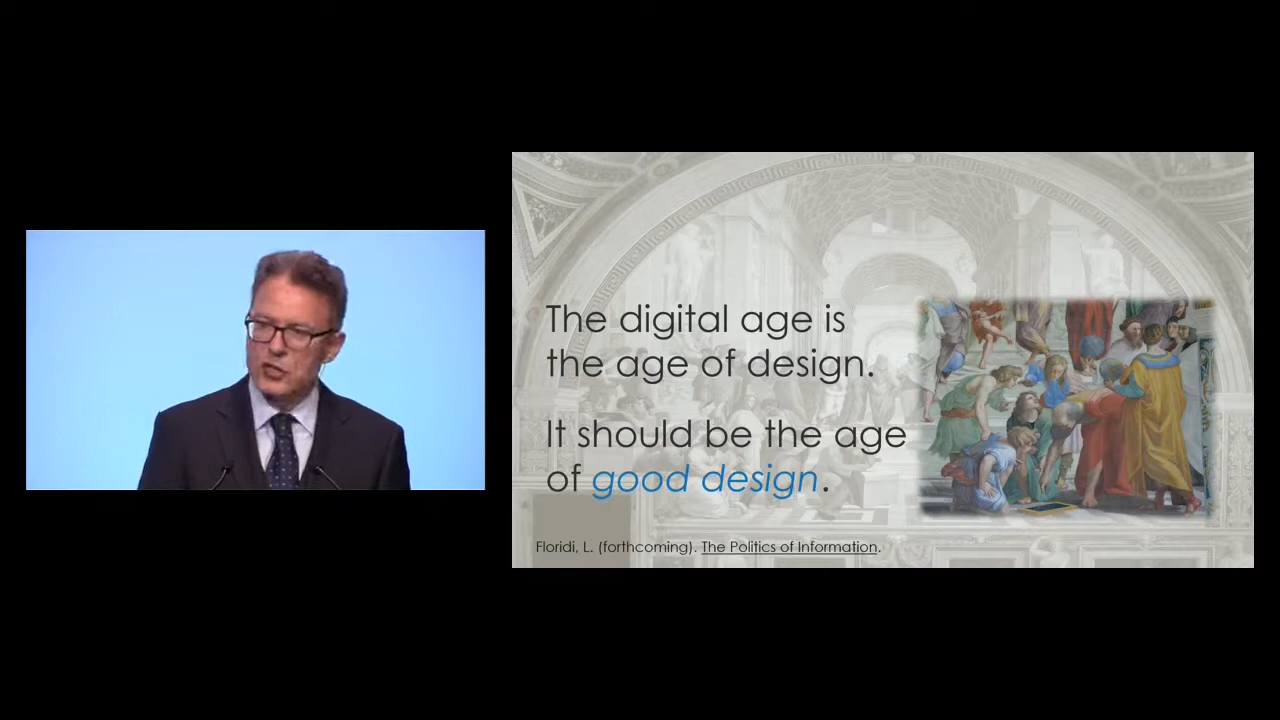 The digital age is
the age of design.
It should be the age
of good design.
Floridi, L. (forthcoming). The Politics of Information.